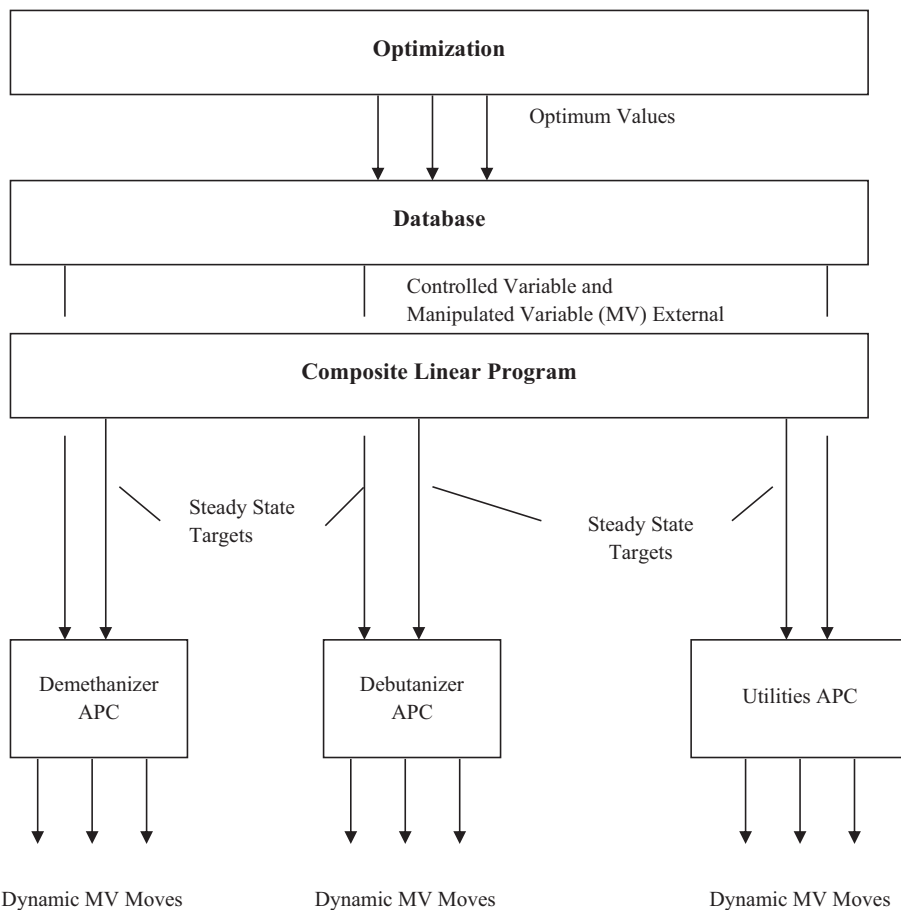 Optimization
Optimum Values
Database
Controlled Variable and
Manipulated Variable (MV) External
Composite Linear Program
Steady State
Targets
Steady State
Targets
Demethanizer
APC
Debutanizer
APC
Utilities APC
Dynamic MV Moves
Dynamic MV Moves
Dynamic MV Moves